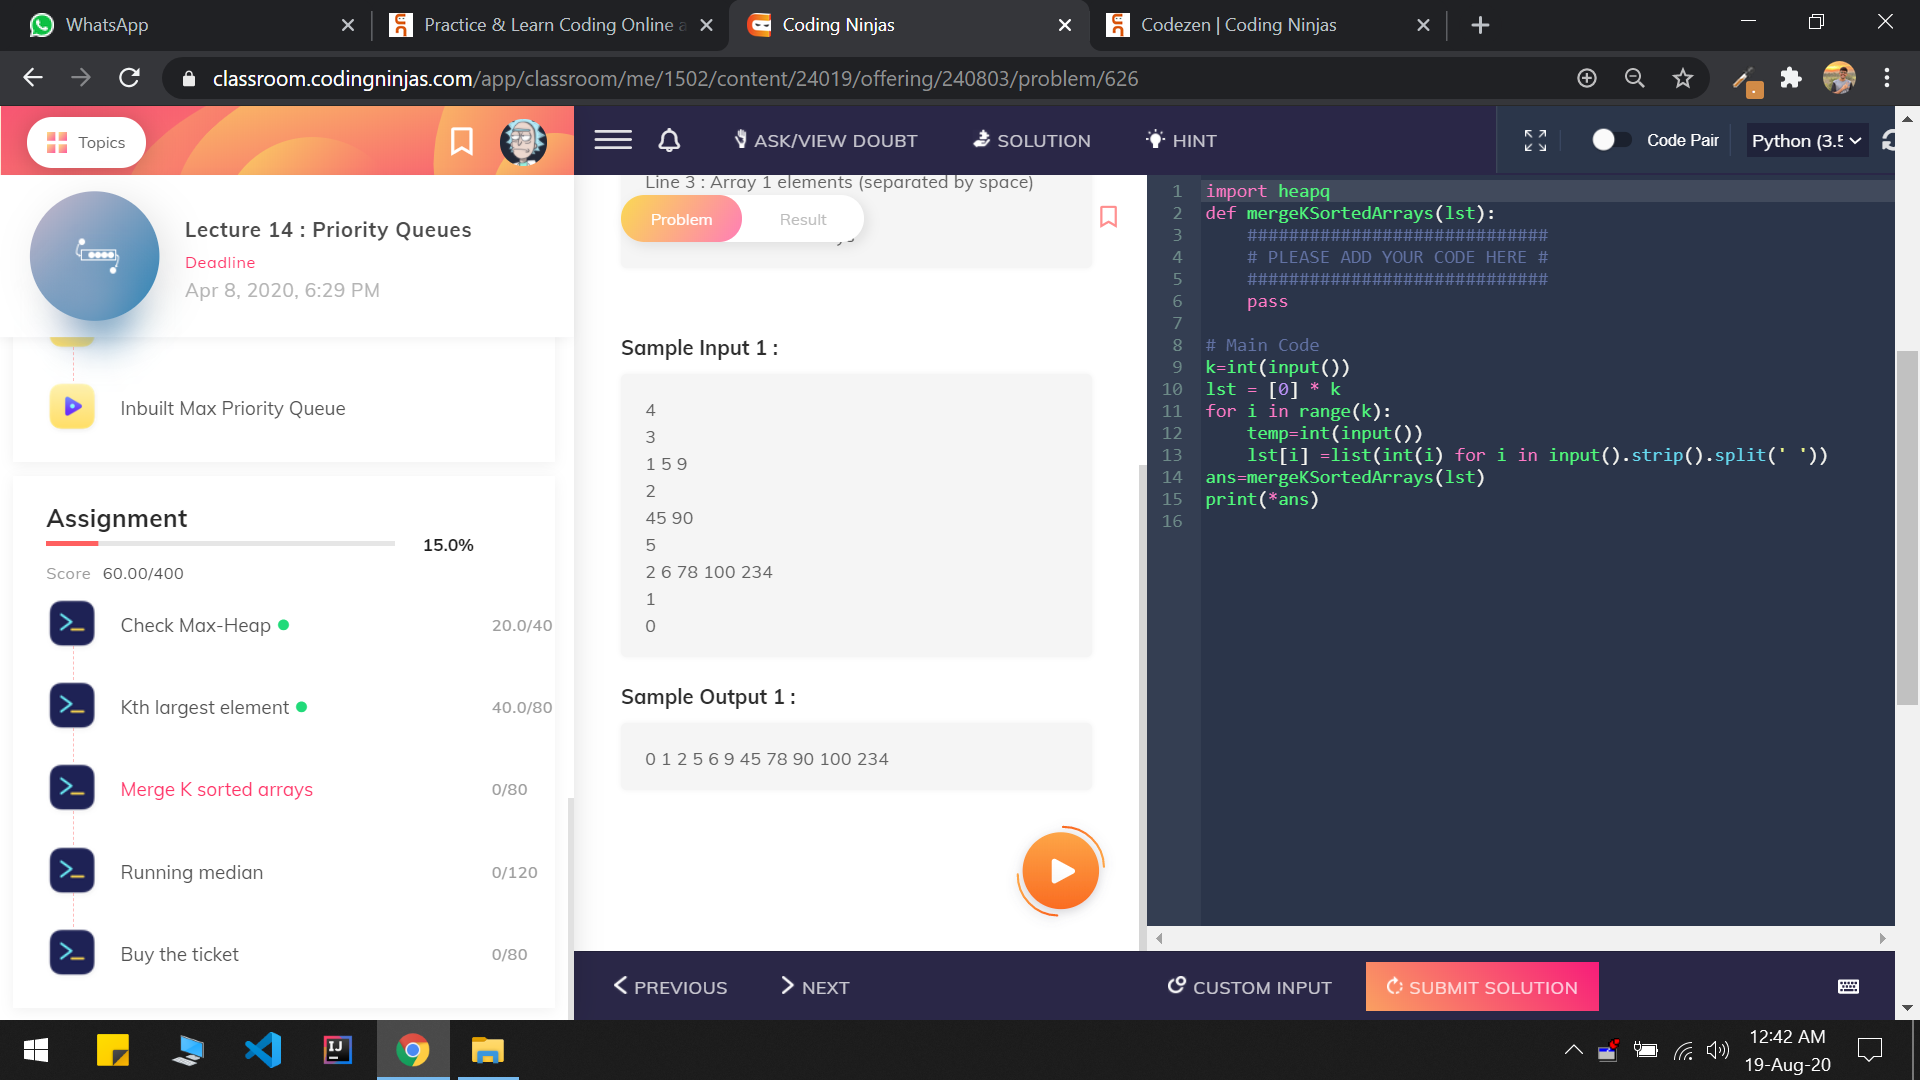 WhatsApp
Practice & Learn Coding Online a
Coding Ninjas
Codezen | Coding Ninjas
classroom.codingninjas.com/app/classroom/me/1502/content/24019/offering/240803/problem/626
Topics
ASK/VIEW DOUBT
SOLUTION
HINT
Code Pair
Python (3.5
Lecture 14 : Priority Queues
Deadline
Apr 8, 2020, 6:29 PM
Inbuilt Max Priority Queue
Assignment
15.0%
Score 60.00/400
Check Max-Heap 20.0/40
Kth largest element 40.0/80
Merge K sorted arrays 0/80
Running median 0/120
Buy the ticket 0/80
Line 3 : Array 1 elements (separated by space)
Problem
Result
Sample Input 1 :
4
3
1 5 9
2
45 90
5
2 6 78 100 234
1
0
Sample Output 1 :
0 1 2 5 6 9 45 78 90 100 234
1 import heapq
2 def mergeKSortedArrays(lst):
3 #############################
4 # PLEASE ADD YOUR CODE HERE #
5 #############################
6 pass
7
8 # Main Code
9 k=int(input())
10 lst = [0] * k
11 for i in range(k):
12 temp=int(input())
13 lst[i] =list(int(i) for i in input().strip().split(' '))
14 ans=mergeKSortedArrays(lst)
15 print(*ans)
16
PREVIOUS
NEXT
CUSTOM INPUT
SUBMIT SOLUTION
IJ
12:42 AM
19-Aug-20